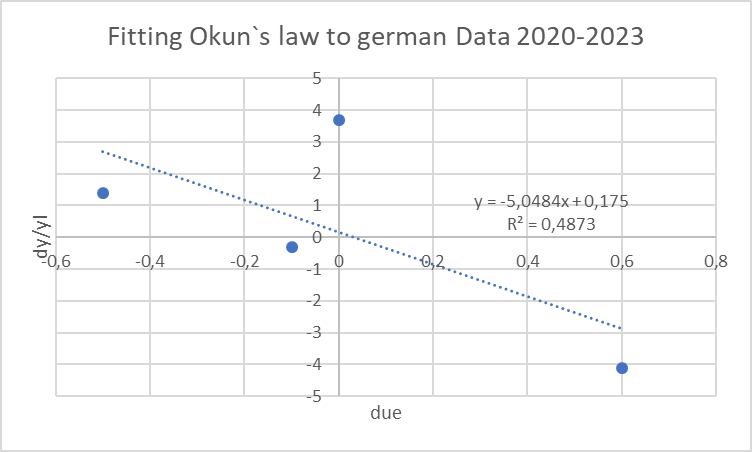 Fitting Okun`s law to german Data 2020-2023
5
4
3
2
1
0
-1
-2
-3
-4
-5
-0,6 -0,4 -0,2 0 0,2 0,4 0,6 0,8
y = -5,0484x + 0,175
R² = 0,4873
dy/yl
due